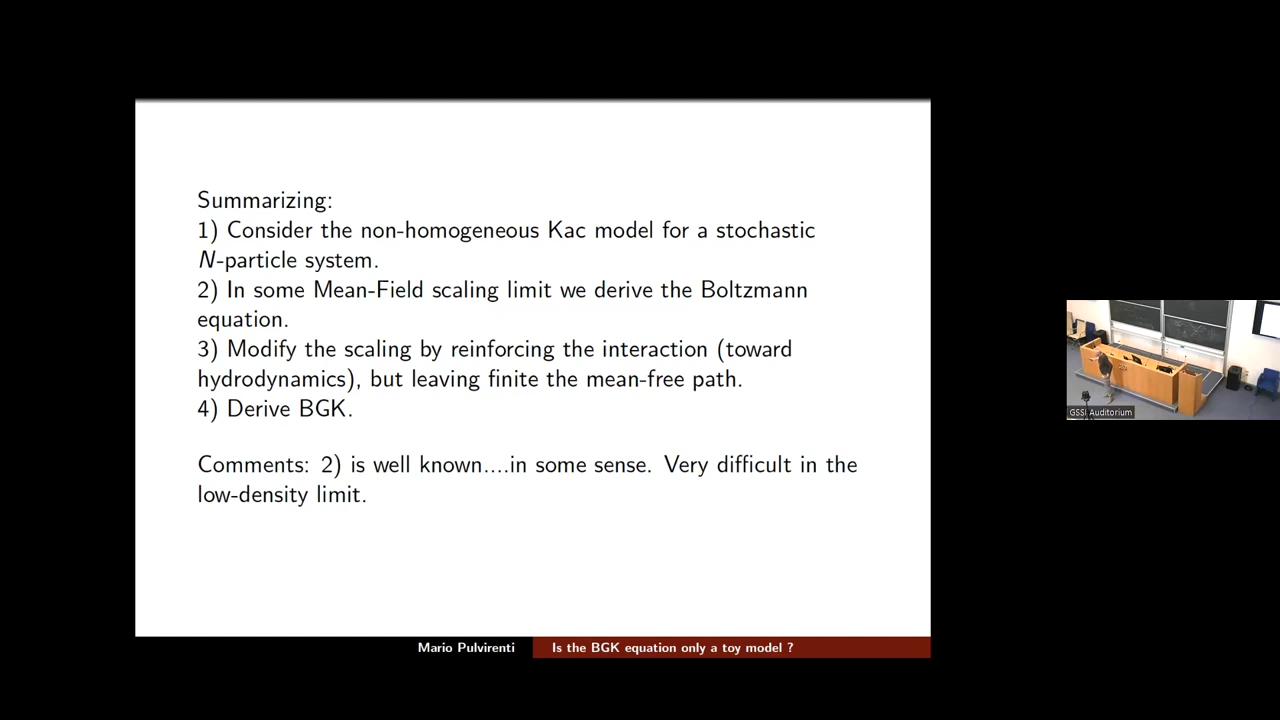 Summarizing:
1) Consider the non-homogeneous Kac model for a stochastic
N-particle system.
2) In some Mean-Field scaling limit we derive the Boltzmann
equation.
3) Modify the scaling by reinforcing the interaction (toward
hydrodynamics), but leaving finite the mean-free path.
4) Derive BGK.
Comments: 2) is well known....in some sense. Very difficult in the
low-density limit.
Mario Pulvirenti
Is the BGK equation only a toy model ?
GSSI Auditorium